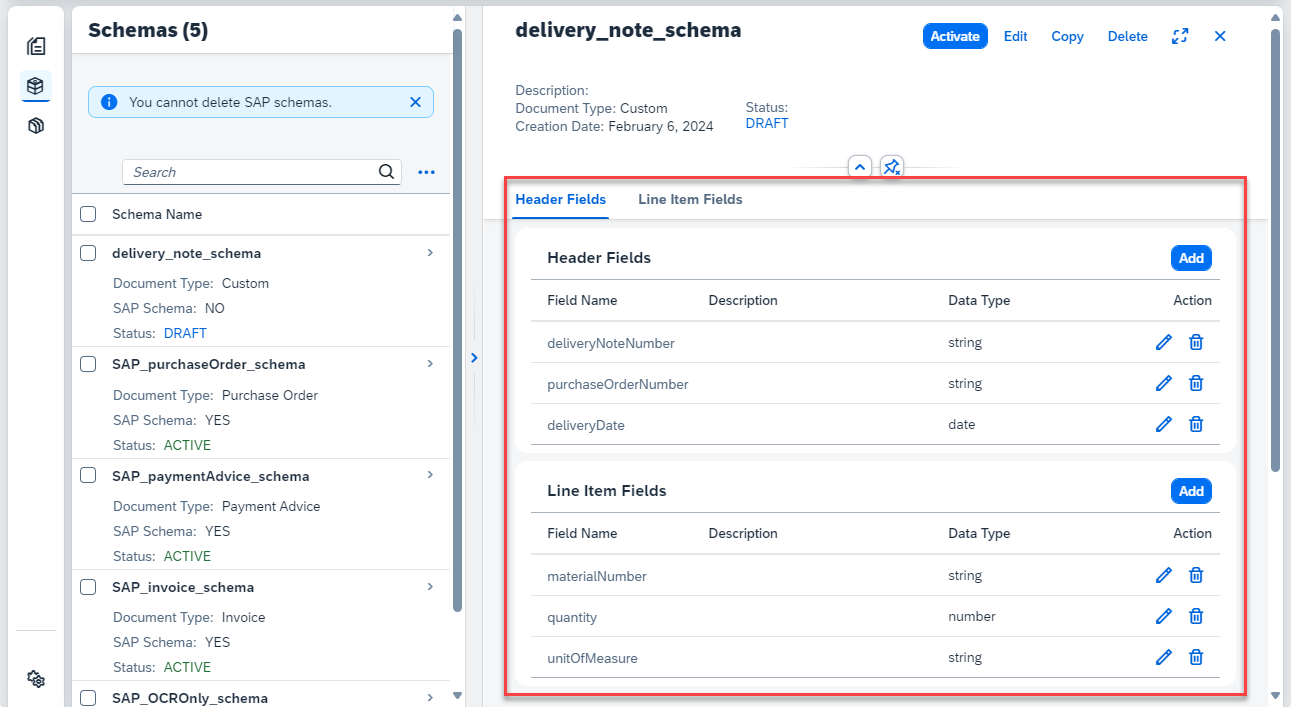 Schemas (5)
You cannot delete SAP schemas.
Search
Schema Name
delivery_note_schema
Document Type: Custom
SAP Schema: NO
Status: DRAFT
SAP_purchaseOrder_schema
Document Type: Purchase Order
SAP Schema: YES
Status: ACTIVE
SAP_paymentAdvice_schema
Document Type: Payment Advice
SAP Schema: YES
Status: ACTIVE
SAP_invoice_schema
Document Type: Invoice
SAP Schema: YES
Status: ACTIVE
SAP_OCROnly_schema
delivery_note_schema
Activate Edit Copy Delete
Description:
Document Type: Custom
Creation Date: February 6, 2024
Status:
DRAFT
Header Fields Line Item Fields
Header Fields Add
Field Name Description Data Type Action
deliveryNoteNumber string
purchaseOrderNumber string
deliveryDate date
Line Item Fields Add
Field Name Description Data Type Action
materialNumber string
quantity number
unitOfMeasure string